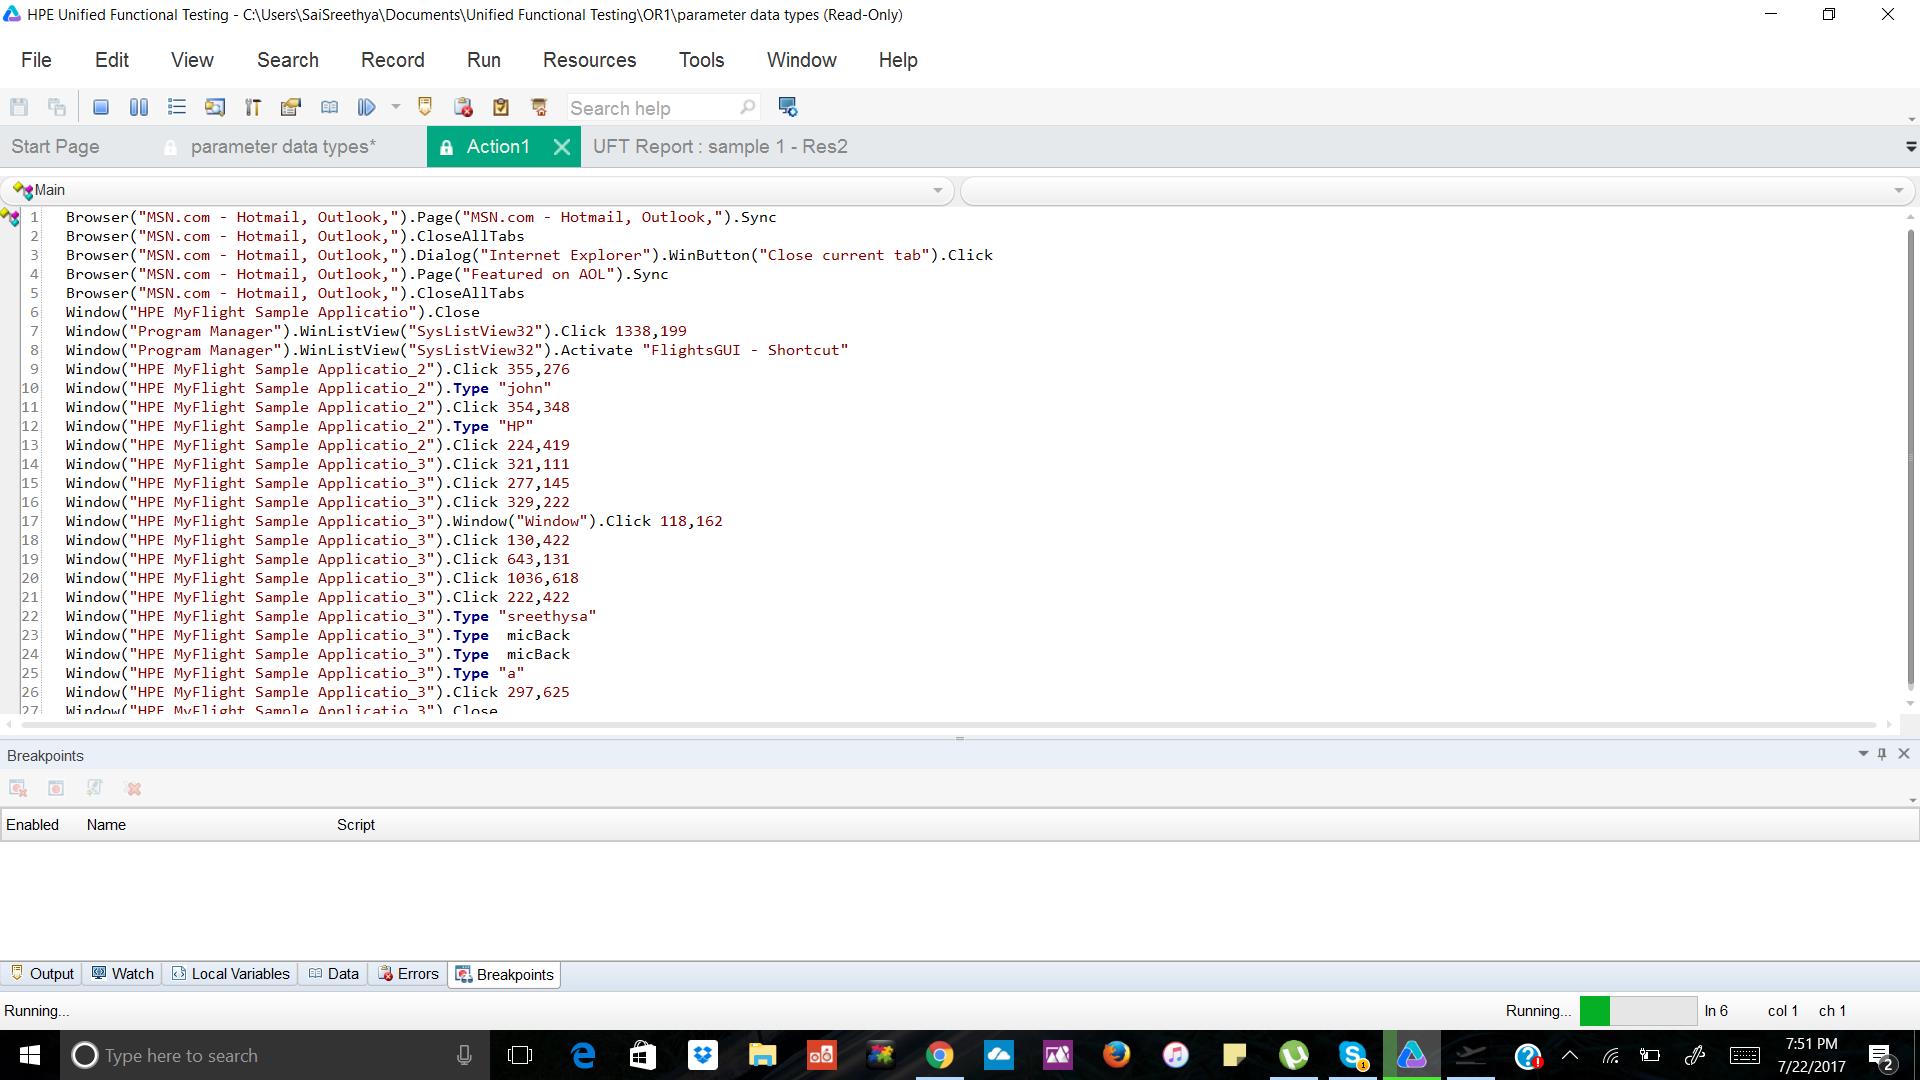 HPE Unified Functional Testing - C:\Users\SaiSreethya\Documents\Unified Functional Testing\OR1\parameter data types (Read-Only)
File Edit View Search Record Run Resources Tools Window Help
Search help
Start Page parameter data types* Action1 UFT Report : sample 1 - Res2
Main
1 Browser("MSN.com - Hotmail, Outlook,").Page("MSN.com - Hotmail, Outlook,").Sync
2 Browser("MSN.com - Hotmail, Outlook,").CloseAllTabs
3 Browser("MSN.com - Hotmail, Outlook,").Dialog("Internet Explorer").WinButton("Close current tab").Click
4 Browser("MSN.com - Hotmail, Outlook,").Page("Featured on AOL").Sync
5 Browser("MSN.com - Hotmail, Outlook,").CloseAllTabs
6 Window("HPE MyFlight Sample Applicatio").Close
7 Window("Program Manager").WinListView("SysListView32").Click 1338,199
8 Window("Program Manager").WinListView("SysListView32").Activate "FlightsGUI - Shortcut"
9 Window("HPE MyFlight Sample Applicatio_2").Click 355,276
10 Window("HPE MyFlight Sample Applicatio_2").Type "john"
11 Window("HPE MyFlight Sample Applicatio_2").Click 354,348
12 Window("HPE MyFlight Sample Applicatio_2").Type "HP"
13 Window("HPE MyFlight Sample Applicatio_2").Click 224,419
14 Window("HPE MyFlight Sample Applicatio_3").Click 321,111
15 Window("HPE MyFlight Sample Applicatio_3").Click 277,145
16 Window("HPE MyFlight Sample Applicatio_3").Click 329,222
17 Window("HPE MyFlight Sample Applicatio_3").Window("Window").Click 118,162
18 Window("HPE MyFlight Sample Applicatio_3").Click 130,422
19 Window("HPE MyFlight Sample Applicatio_3").Click 643,131
20 Window("HPE MyFlight Sample Applicatio_3").Click 1036,618
21 Window("HPE MyFlight Sample Applicatio_3").Click 222,422
22 Window("HPE MyFlight Sample Applicatio_3").Type "sreethysa"
23 Window("HPE MyFlight Sample Applicatio_3").Type micBack
24 Window("HPE MyFlight Sample Applicatio_3").Type micBack
25 Window("HPE MyFlight Sample Applicatio_3").Type "a"
26 Window("HPE MyFlight Sample Applicatio_3").Click 297,625
27 Window("HPE MyFlight Sample Applicatio_3").Close
Breakpoints
Enabled Name Script
Output Watch Local Variables Data Errors Breakpoints
Running... Running... ln 6 col 1 ch 1
Type here to search
7:51 PM
7/22/2017
1
2